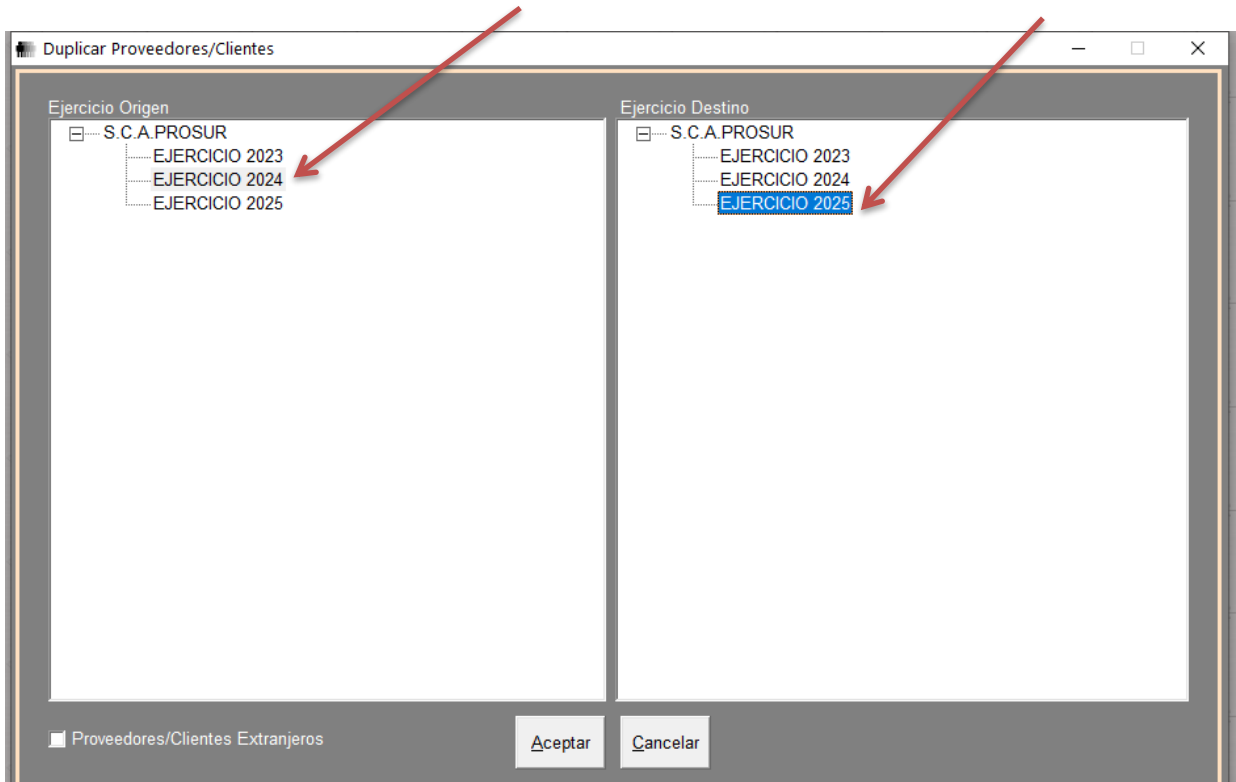 Duplicar Proveedores/Clientes
Ejercicio Origen
S.C.A.PROSUR
EJERCICIO 2023
EJERCICIO 2024
EJERCICIO 2025
Ejercicio Destino
S.C.A.PROSUR
EJERCICIO 2023
EJERCICIO 2024
EJERCICIO 2025
Proveedores/Clientes Extranjeros
Aceptar
Cancelar